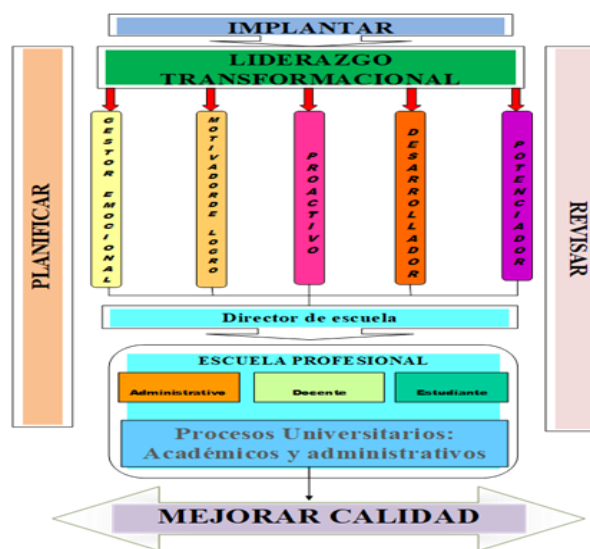 IMPLANTAR
LIDERAZGO
TRANSFORMACIONAL
PLANIFICAR
GESTOR EMOCIONAL
MOTIVADORDE LOGRO
PROACTIVO
DESARROLLADOR
POTENCIADOR
REVISAR
Director de escuela
ESCUELA PROFESIONAL
Administrativo
Docente
Estudiante
Procesos Universitarios:
Académicos y administrativos
MEJORAR CALIDAD